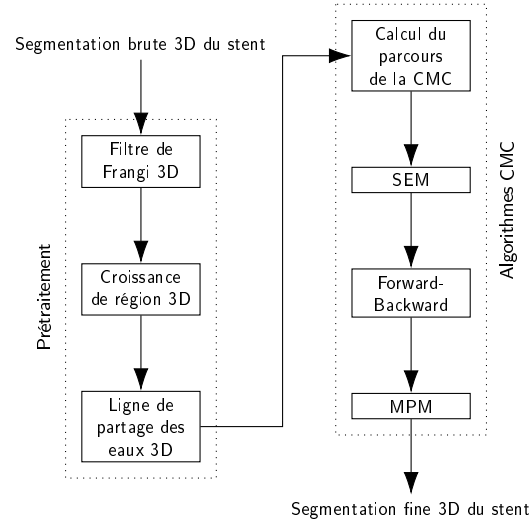 Segmentation brute 3D du stent
Prétraitement
Filtre de
Frangi 3D
Croissance
de région 3D
Ligne de
partage des
eaux 3D
Calcul du
parcours
de la CMC
SEM
Forward-
Backward
MPM
Algorithmes CMC
Segmentation fine 3D du stent